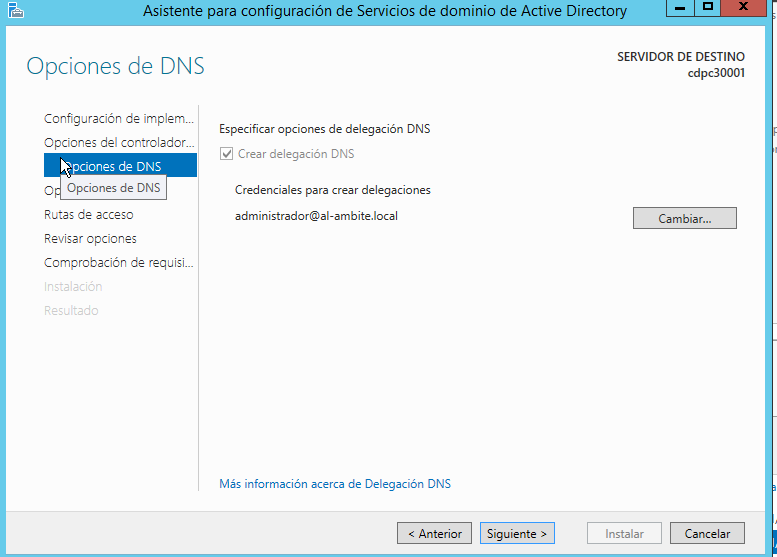 Asistente para configuración de Servicios de dominio de Active Directory
Opciones de DNS
SERVIDOR DE DESTINO
cdpc30001
Configuración de implem...
Opciones del controlador...
Opciones de DNS
Opciones de DNS
Rutas de acceso
Revisar opciones
Comprobación de requisi...
Instalación
Resultado
Especificar opciones de delegación DNS
Crear delegación DNS
Credenciales para crear delegaciones
administrador@al-ambite.local
Cambiar...
Más información acerca de Delegación DNS
< Anterior
Siguiente >
Instalar
Cancelar